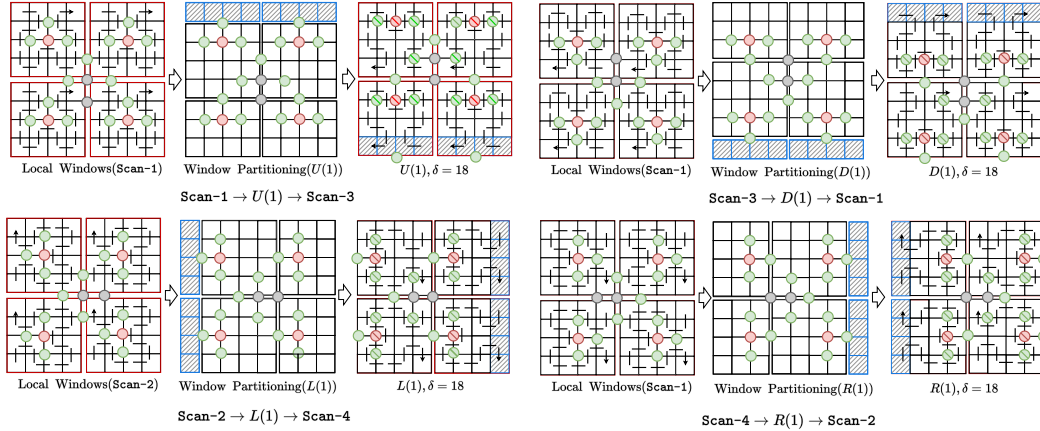 Local Windows(Scan-1)
Window Partitioning(U(1))
U(1), δ = 18
Scan-1 → U(1) → Scan-3
Local Windows(Scan-1)
Window Partitioning(D(1))
D(1), δ = 18
Scan-3 → D(1) → Scan-1
Local Windows(Scan-2)
Window Partitioning(L(1))
L(1), δ = 18
Scan-2 → L(1) → Scan-4
Local Windows(Scan-1)
Window Partitioning(R(1))
R(1), δ = 18
Scan-4 → R(1) → Scan-2